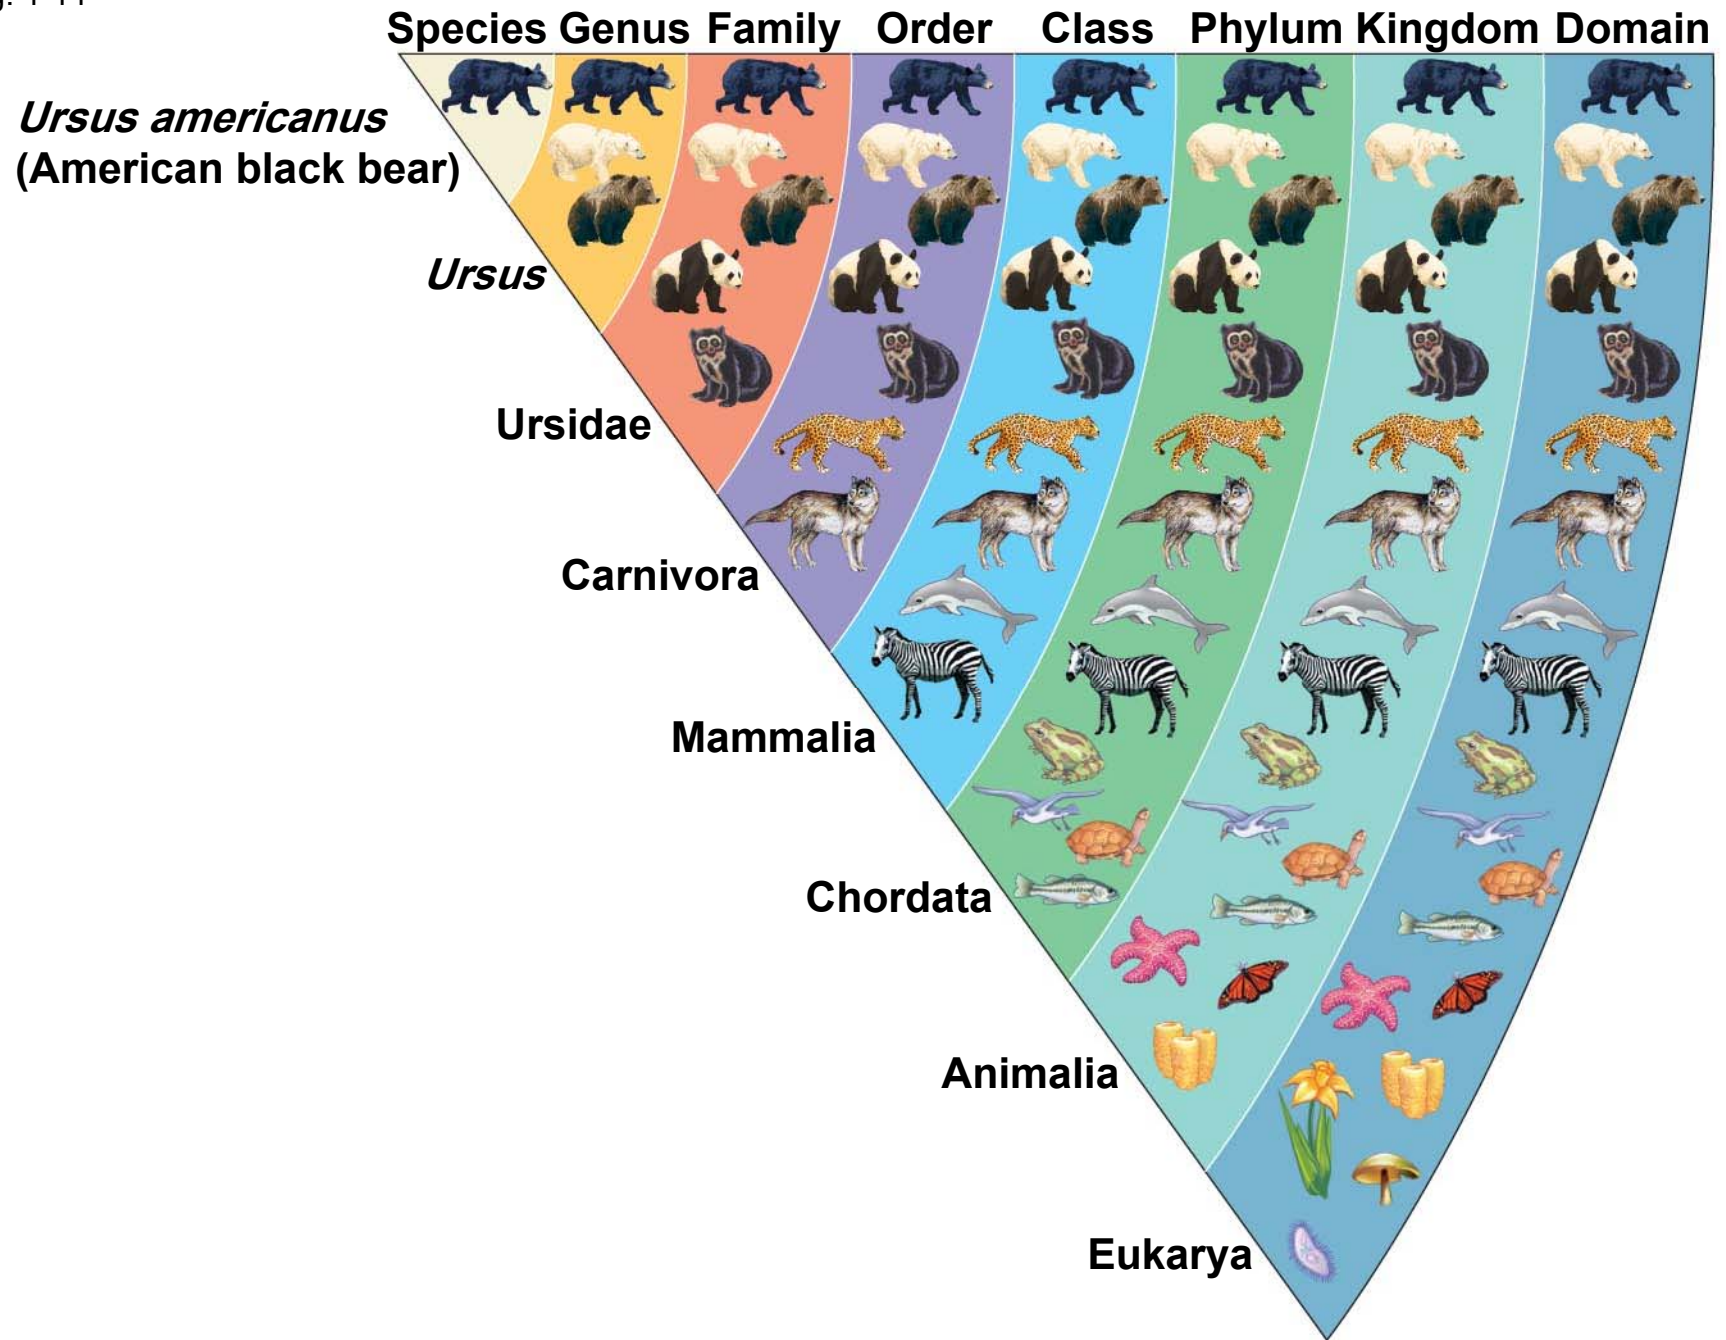 Species Genus Family Order Class Phylum Kingdom Domain
Ursus americanus
(American black bear)
Ursus
Ursidae
Carnivora
Mammalia
Chordata
Animalia
Eukarya